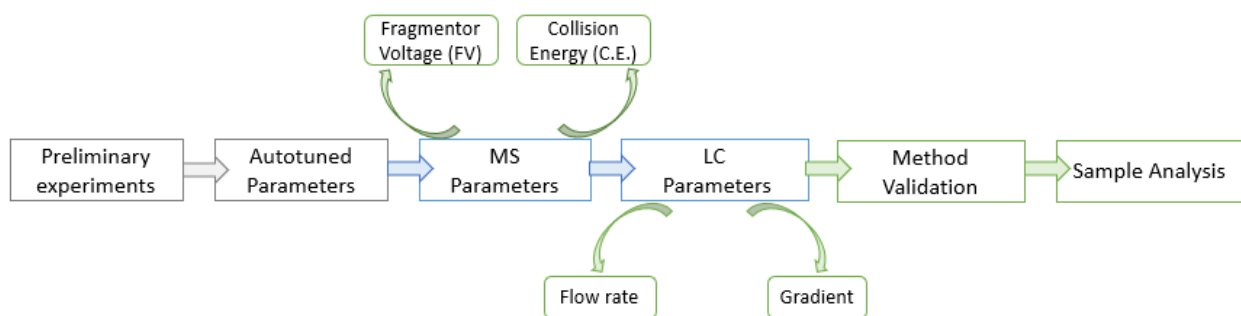 Fragmentor
Voltage (FV)
Collision
Energy (C.E.)
Preliminary
experiments
Autotuned
Parameters
MS
Parameters
LC
Parameters
Method
Validation
Sample Analysis
Flow rate
Gradient